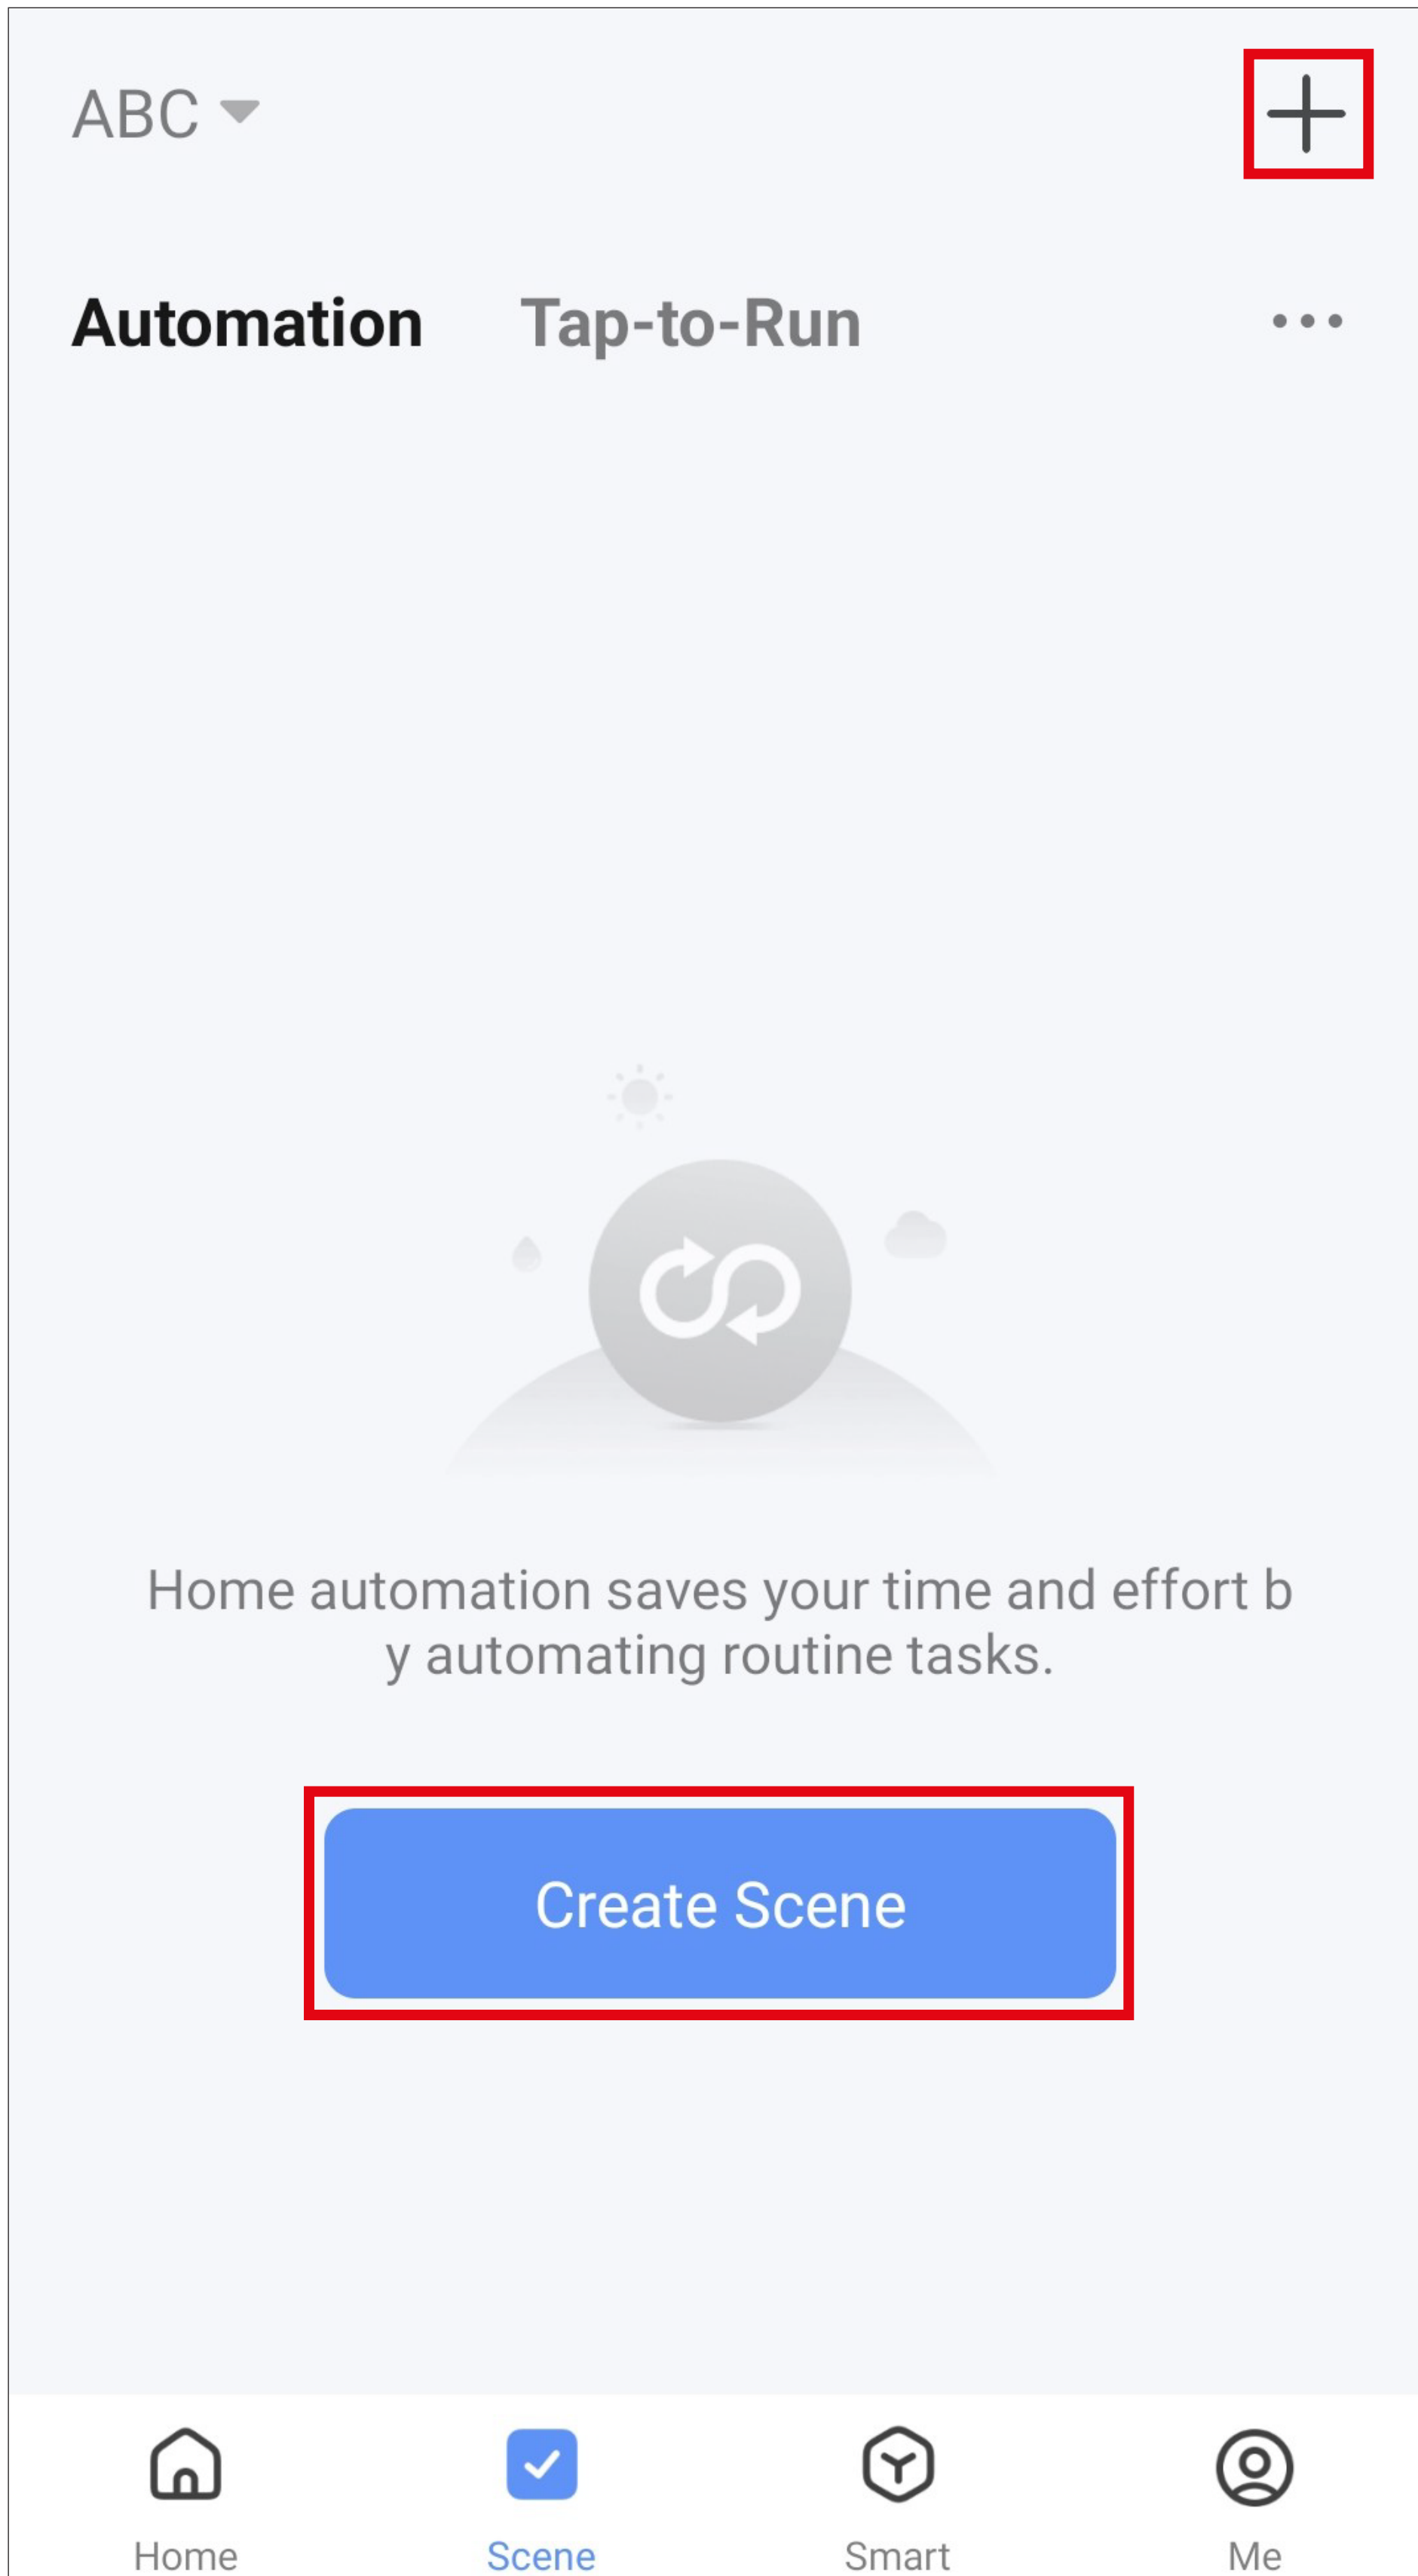 ABC
Automation Tap-to-Run
Home automation saves your time and effort b
y automating routine tasks.
Create Scene
Home Scene Smart Me